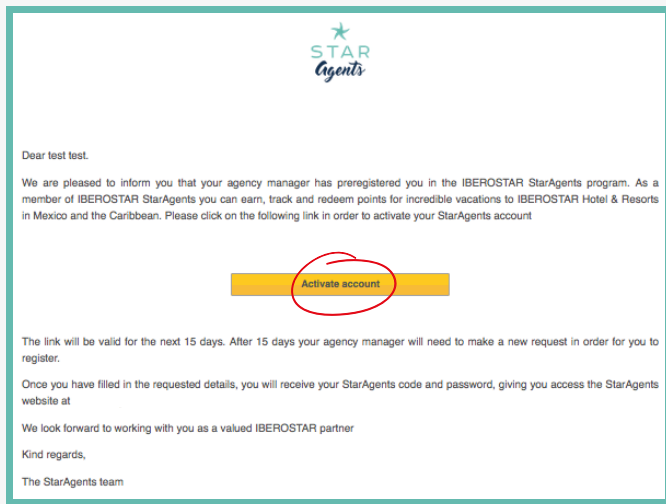 STAR
Agents
Dear test test.
We are pleased to inform you that your agency manager has preregistered you in the IBEROSTAR StarAgents program. As a
member of IBEROSTAR StarAgents you can earn, track and redeem points for incredible vacations to IBEROSTAR Hotel & Resorts
in Mexico and the Caribbean. Please click on the following link in order to activate your StarAgents account
Activate account
The link will be valid for the next 15 days. After 15 days your agency manager will need to make a new request in order for you to
register.
Once you have filled in the requested details, you will receive your StarAgents code and password, giving you access the StarAgents
website at
We look forward to working with you as a valued IBEROSTAR partner
Kind regards,
The StarAgents team